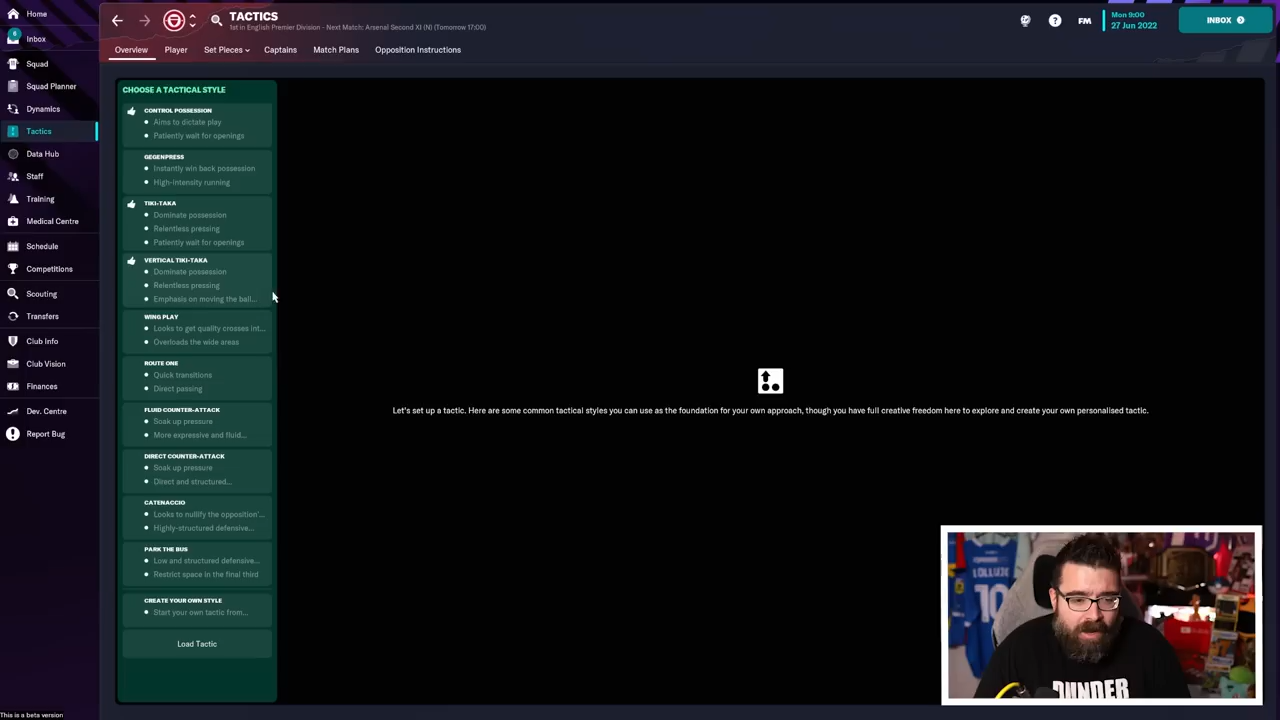 TACTICS
1st in English Premier Division - Next Match: Arsenal Second XI (N) (Tomorrow 17:00)
FM
Mon 9:00
27 Jun 2022
INBOX
Overview
Player
Set Pieces
Captains
Match Plans
Opposition Instructions
Home
Inbox
Squad
Squad Planner
Dynamics
Tactics
Data Hub
Staff
Training
Medical Centre
Schedule
Competitions
Scouting
Transfers
Club Info
Club Vision
Finances
Dev. Centre
Report Bug
This is a beta version
CHOOSE A TACTICAL STYLE
CONTROL POSSESSION
Aims to dictate play
Patiently wait for openings
GEGENPRESS
Instantly win back possession
High-intensity running
TIKI-TAKA
Dominate possession
Relentless pressing
Patiently wait for openings
VERTICAL TIKI-TAKA
Dominate possession
Relentless pressing
Emphasis on moving the ball...
WING PLAY
Looks to get quality crosses int...
Overloads the wide areas
ROUTE ONE
Quick transitions
Direct passing
FLUID COUNTER-ATTACK
Soak up pressure
More expressive and fluid...
DIRECT COUNTER-ATTACK
Soak up pressure
Direct and structured...
CATENACCIO
Looks to nullify the opposition'...
Highly-structured defensive...
PARK THE BUS
Low and structured defensive...
Restrict space in the final third
CREATE YOUR OWN STYLE
Start your own tactic from...
Load Tactic
Let's set up a tactic. Here are some common tactical styles you can use as the foundation for your own approach, though you have full creative freedom here to explore and create your own personalised tactic.
10
DUNDER